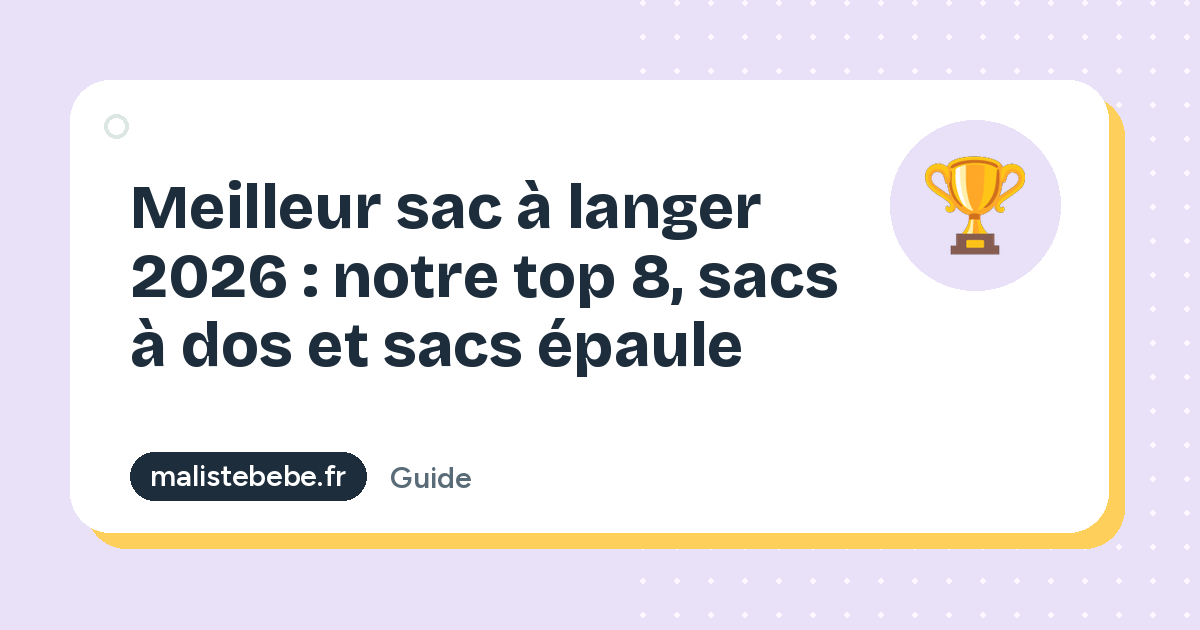 Meilleur sac à langer
2026 : notre top 8, sacs
à dos et sacs épaule
malistebebe.fr
Guide